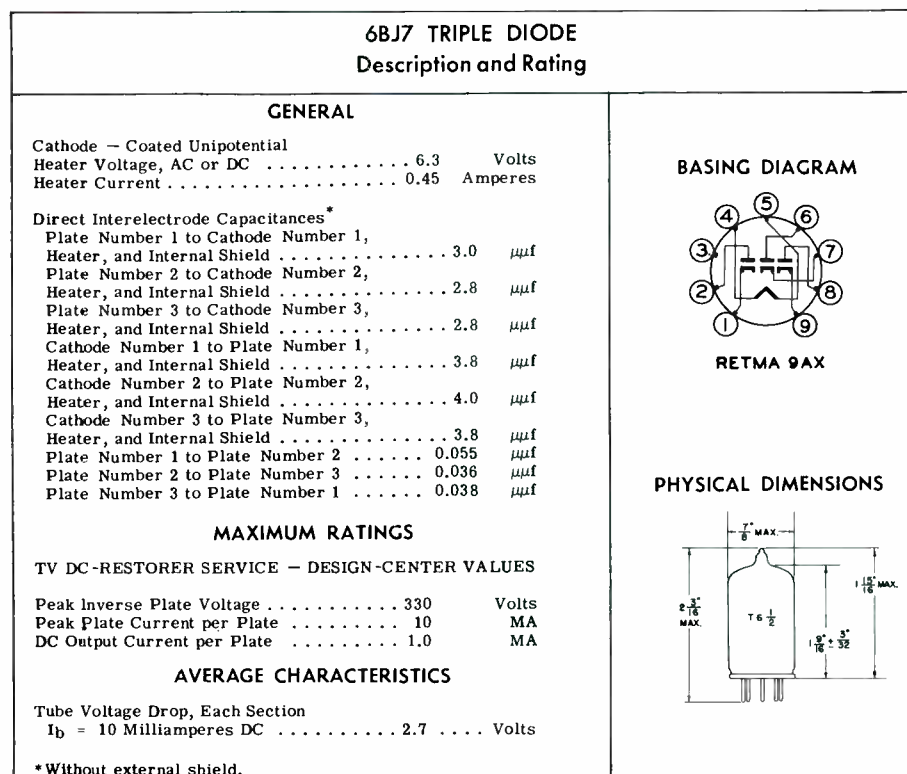 6BJ7 TRIPLE DIODE
Description and Rating
GENERAL
Cathode — Coated Unipotential
Heater Voltage, AC or DC . . . . . . . . . . . . 6.3 Volts
Heater Current . . . . . . . . . . . . . . . . . . . 0.45 Amperes
Direct Interelectrode Capacitances*
Plate Number 1 to Cathode Number 1,
Heater, and Internal Shield . . . . . . . . . . . . . . . 3.0 μμf
Plate Number 2 to Cathode Number 2,
Heater, and Internal Shield . . . . . . . . . . . . . . . 2.8 μμf
Plate Number 3 to Cathode Number 3,
Heater, and Internal Shield . . . . . . . . . . . . . . . 2.8 μμf
Cathode Number 1 to Plate Number 1,
Heater, and Internal Shield . . . . . . . . . . . . . . . 3.8 μμf
Cathode Number 2 to Plate Number 2,
Heater, and Internal Shield . . . . . . . . . . . . . . . 4.0 μμf
Cathode Number 3 to Plate Number 3,
Heater, and Internal Shield . . . . . . . . . . . . . . . 3.8 μμf
Plate Number 1 to Plate Number 2 . . . . . . 0.055 μμf
Plate Number 2 to Plate Number 3 . . . . . . 0.036 μμf
Plate Number 3 to Plate Number 1 . . . . . . 0.038 μμf
MAXIMUM RATINGS
TV DC-RESTORER SERVICE — DESIGN-CENTER VALUES
Peak Inverse Plate Voltage . . . . . . . . . . . 330 Volts
Peak Plate Current per Plate . . . . . . . . . 10 MA
DC Output Current per Plate . . . . . . . . . 1.0 MA
AVERAGE CHARACTERISTICS
Tube Voltage Drop, Each Section
Ib = 10 Milliamperes DC . . . . . . . . . . 2.7 . . . . Volts
*Without external shield.
BASING DIAGRAM
5
4 6
3 7
2 8
1 9
RETMA 9AX
PHYSICAL DIMENSIONS
7/8" MAX.
2 3/16" MAX.
T6 1/2
1 9/16" ± 3/32"
1 15/16" MAX.